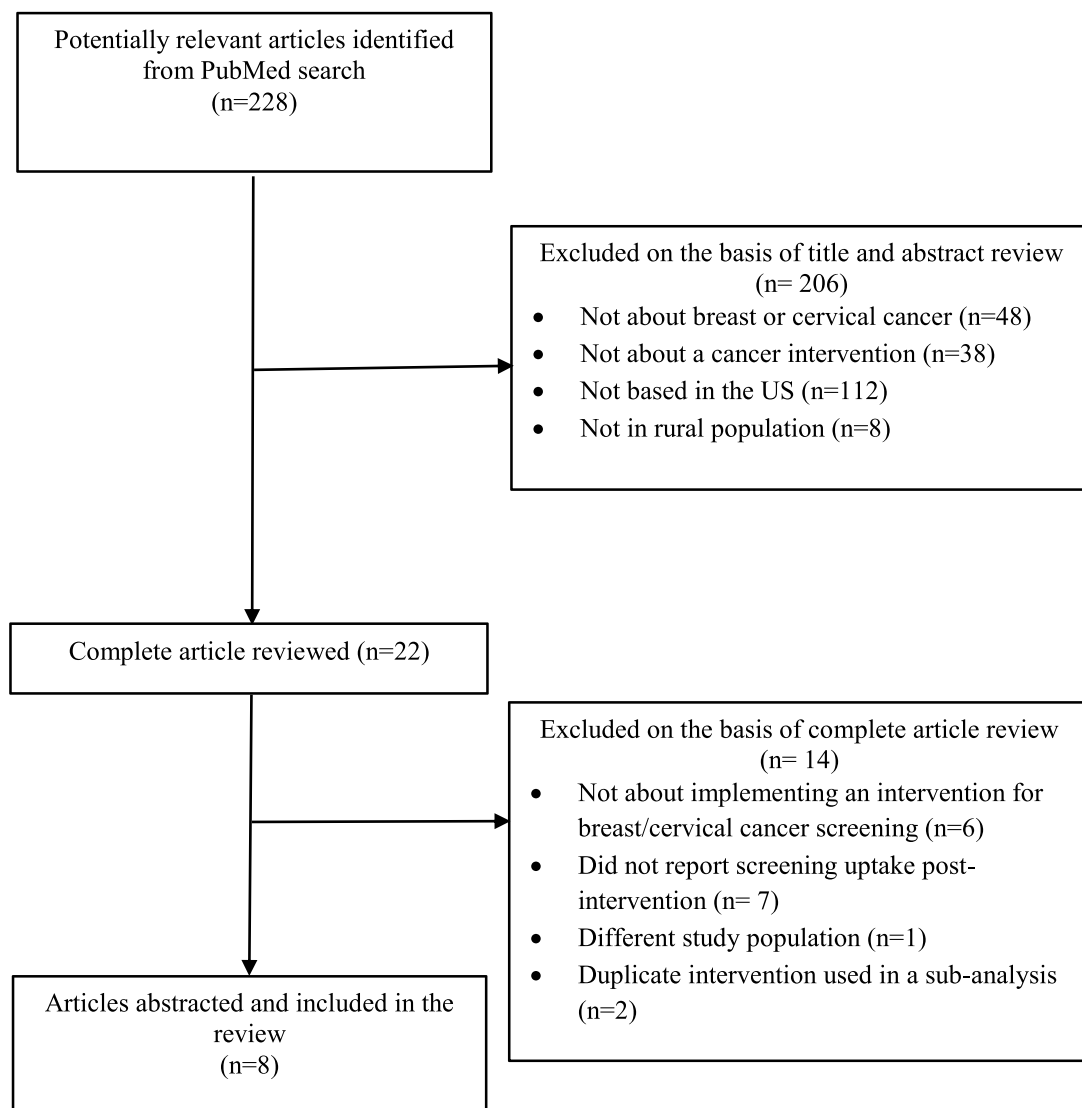 Potentially relevant articles identified
from PubMed search
(n=228)
Excluded on the basis of title and abstract review
(n= 206)
• Not about breast or cervical cancer (n=48)
• Not about a cancer intervention (n=38)
• Not based in the US (n=112)
• Not in rural population (n=8)
Complete article reviewed (n=22)
Excluded on the basis of complete article review
(n= 14)
• Not about implementing an intervention for
breast/cervical cancer screening (n=6)
• Did not report screening uptake post-
intervention (n= 7)
• Different study population (n=1)
• Duplicate intervention used in a sub-analysis
(n=2)
Articles abstracted and included in the
review
(n=8)